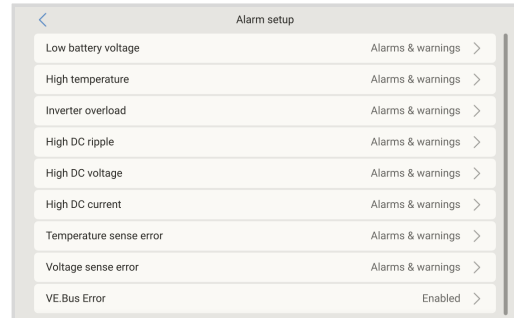 Alarm setup
Low battery voltage Alarms & warnings
High temperature Alarms & warnings
Inverter overload Alarms & warnings
High DC ripple Alarms & warnings
High DC voltage Alarms & warnings
High DC current Alarms & warnings
Temperature sense error Alarms & warnings
Voltage sense error Alarms & warnings
VE.Bus Error Enabled